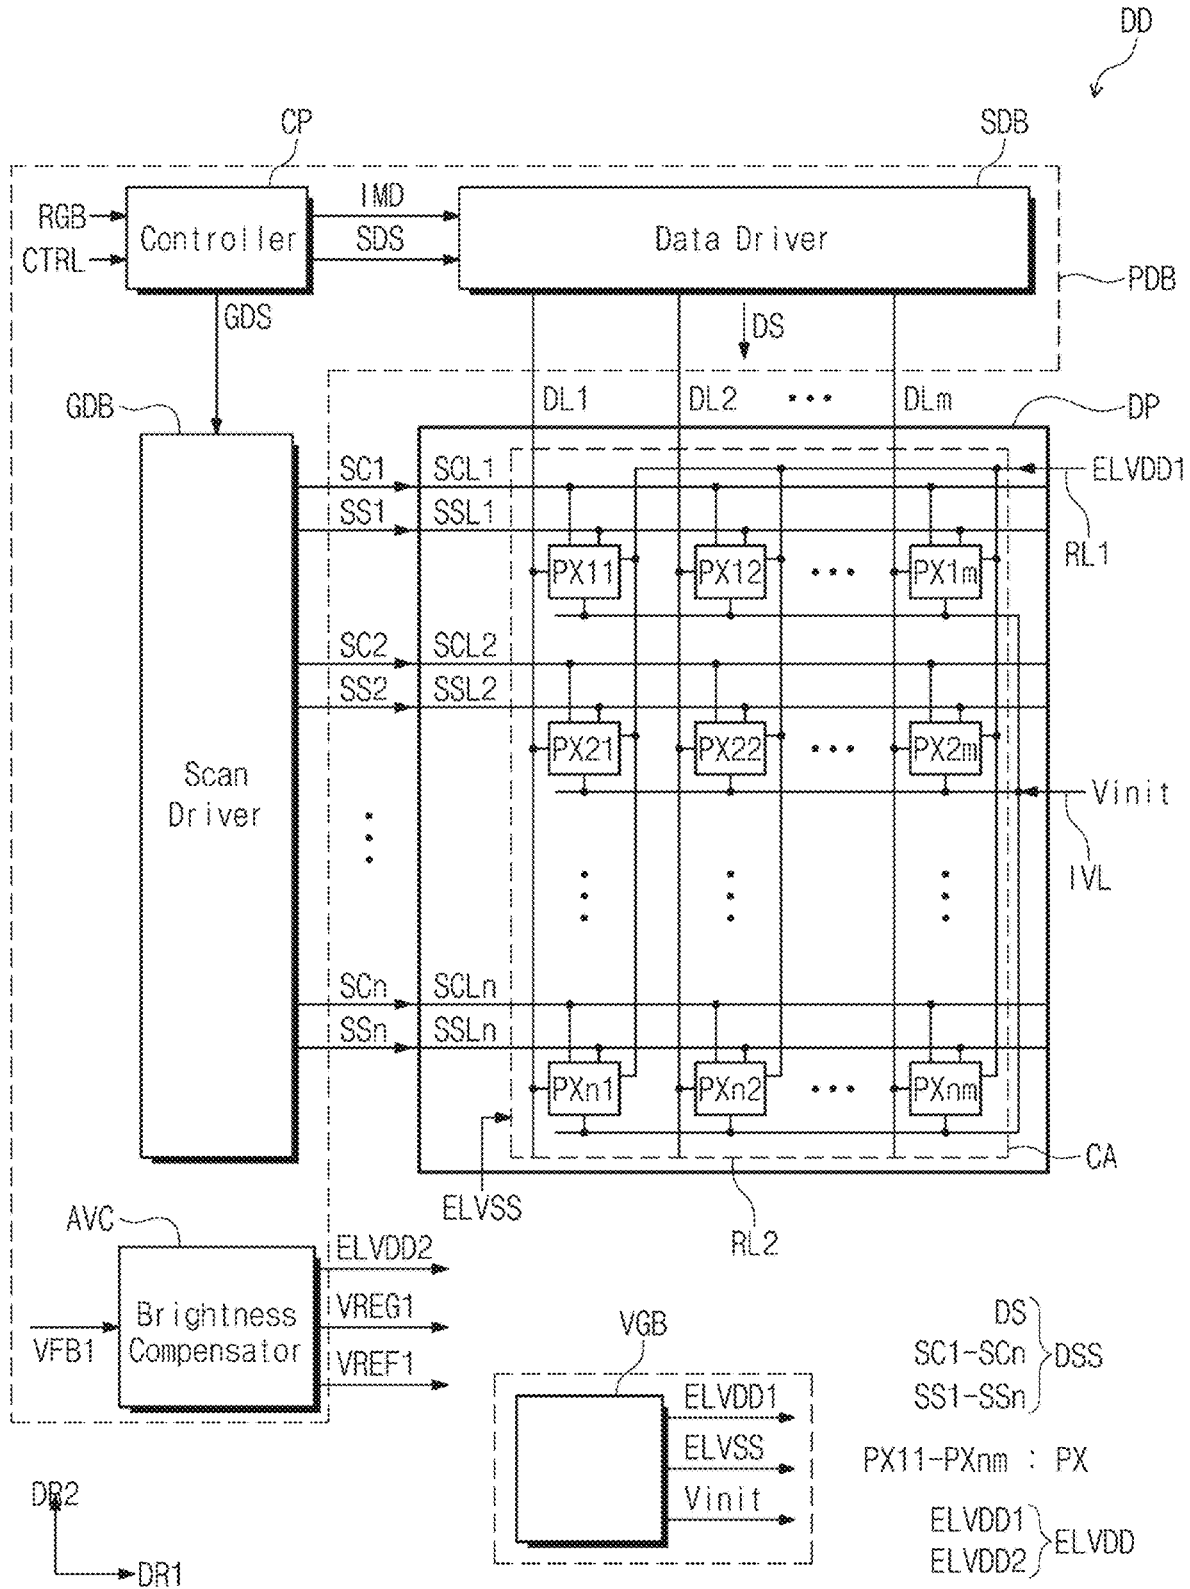 DD
CP
SDB
RGB
CTRL
Controller
IMD
SDS
Data Driver
PDB
GDS
DS
GDB
DL1
DL2
DLm
DP
SC1
SCL1
ELVDD1
SS1
SSL1
RL1
PX11
PX12
PX1m
SC2
SCL2
SS2
SSL2
PX21
PX22
PX2m
Scan
Driver
Vinit
IVL
SCn
SCLn
SSn
SSLn
PXn1
PXn2
PXnm
CA
ELVSS
RL2
AVC
ELVDD2
Brightness
Compensator
VFB1
VREG1
VREF1
VGB
ELVDD1
ELVSS
Vinit
DS
SC1-SCn
SS1-SSn
DSS
PX11-PXnm : PX
ELVDD1
ELVDD2
ELVDD
DR2
DR1